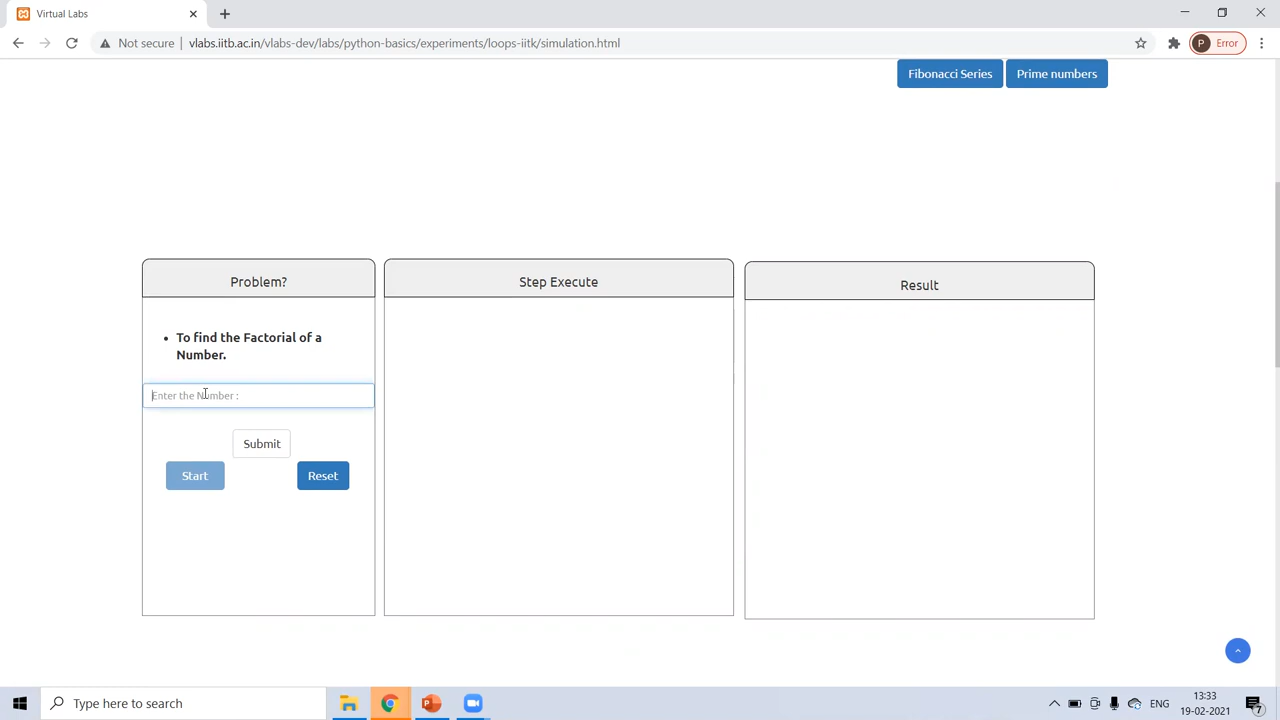 Virtual Labs
Not secure
vlabs.iitb.ac.in/vlabs-dev/labs/python-basics/experiments/loops-iitk/simulation.html
P
Error
Fibonacci Series
Prime numbers
Problem?
Step Execute
Result
• To find the Factorial of a
Number.
Enter the Number :
Submit
Start
Reset
Type here to search
ENG
13:33
19-02-2021
7